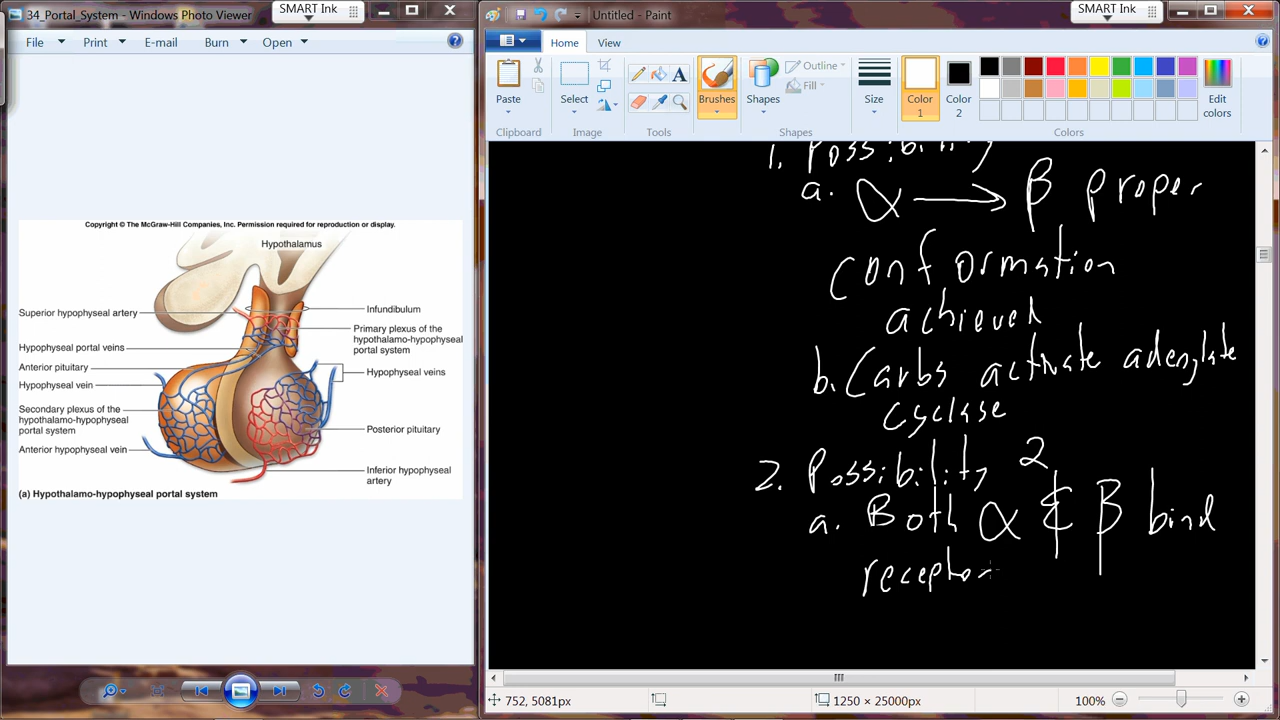 34_Portal_System - Windows Photo Viewer
SMART Ink
File Print E-mail Burn Open
Copyright © The McGraw-Hill Companies, Inc. Permission required for reproduction or display.
Hypothalamus
Superior hypophyseal artery
Infundibulum
Primary plexus of the
hypothalamo-hypophyseal
portal system
Hypophyseal portal veins
Anterior pituitary
Hypophyseal veins
Hypophyseal vein
Secondary plexus of the
hypothalamo-hypophyseal
portal system
Posterior pituitary
Anterior hypophyseal vein
Inferior hypophyseal
artery
(a) Hypothalamo-hypophyseal portal system
Untitled - Paint
SMART Ink
Home View
Paste
Select
Brushes
Shapes
Outline
Fill
Size
Color
1
Color
2
Edit
colors
Clipboard Image Tools Shapes Colors
1. Possibility
a. α → β proper
conformation
achieved
b. Carbs activate adenylate
cyclase
2. Possibility 2
a. Both α & β bind
receptor
752, 5081px
1250 × 25000px
100%